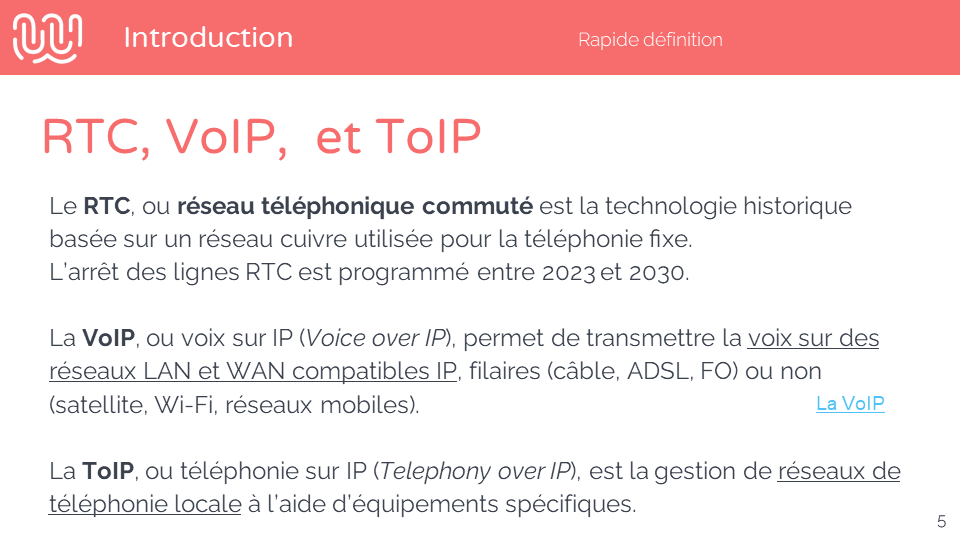 Introduction
Rapide définition
RTC, VoIP, et ToIP
Le RTC, ou réseau téléphonique commuté est la technologie historique
basée sur un réseau cuivre utilisée pour la téléphonie fixe.
L'arrêt des lignes RTC est programmé entre 2023 et 2030.
La VoIP, ou voix sur IP (Voice over IP), permet de transmettre la voix sur des
réseaux LAN et WAN compatibles IP, filaires (câble, ADSL, FO) ou non
(satellite, Wi-Fi, réseaux mobiles).
La VoIP
La ToIP, ou téléphonie sur IP (Telephony over IP), est la gestion de réseaux de
téléphonie locale à l'aide d'équipements spécifiques.
5